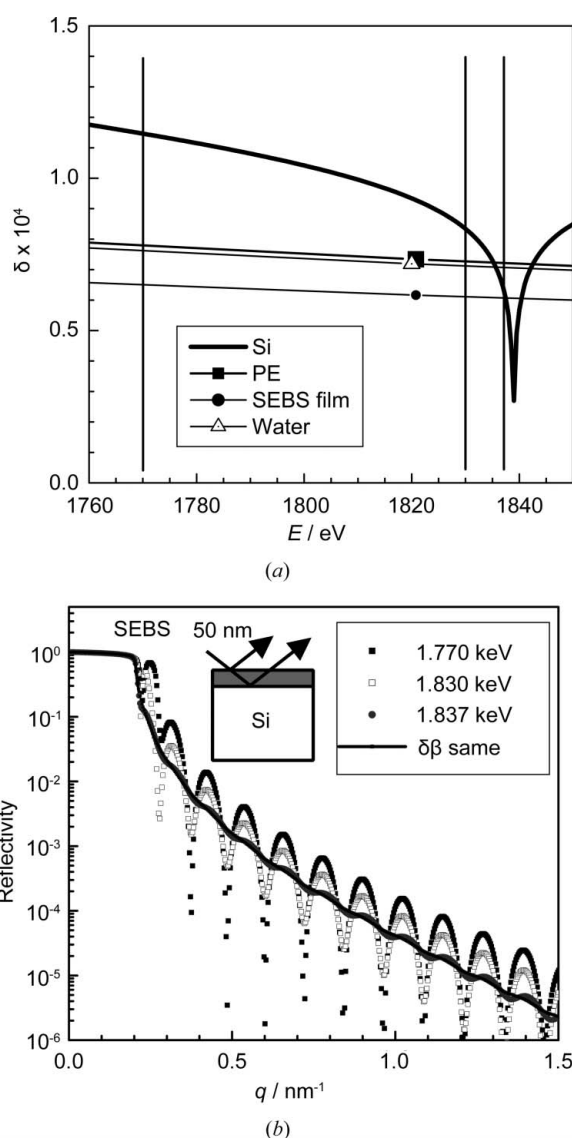 1.5
1.0
0.5
0.0
δ x 10⁴
Si
PE
SEBS film
Water
1760 1780 1800 1820 1840
E / eV
(a)
SEBS
50 nm
Si
1.770 keV
1.830 keV
1.837 keV
δβ same
10⁰
10⁻¹
10⁻²
10⁻³
10⁻⁴
10⁻⁵
10⁻⁶
Reflectivity
0.0 0.5 1.0 1.5
q / nm⁻¹
(b)